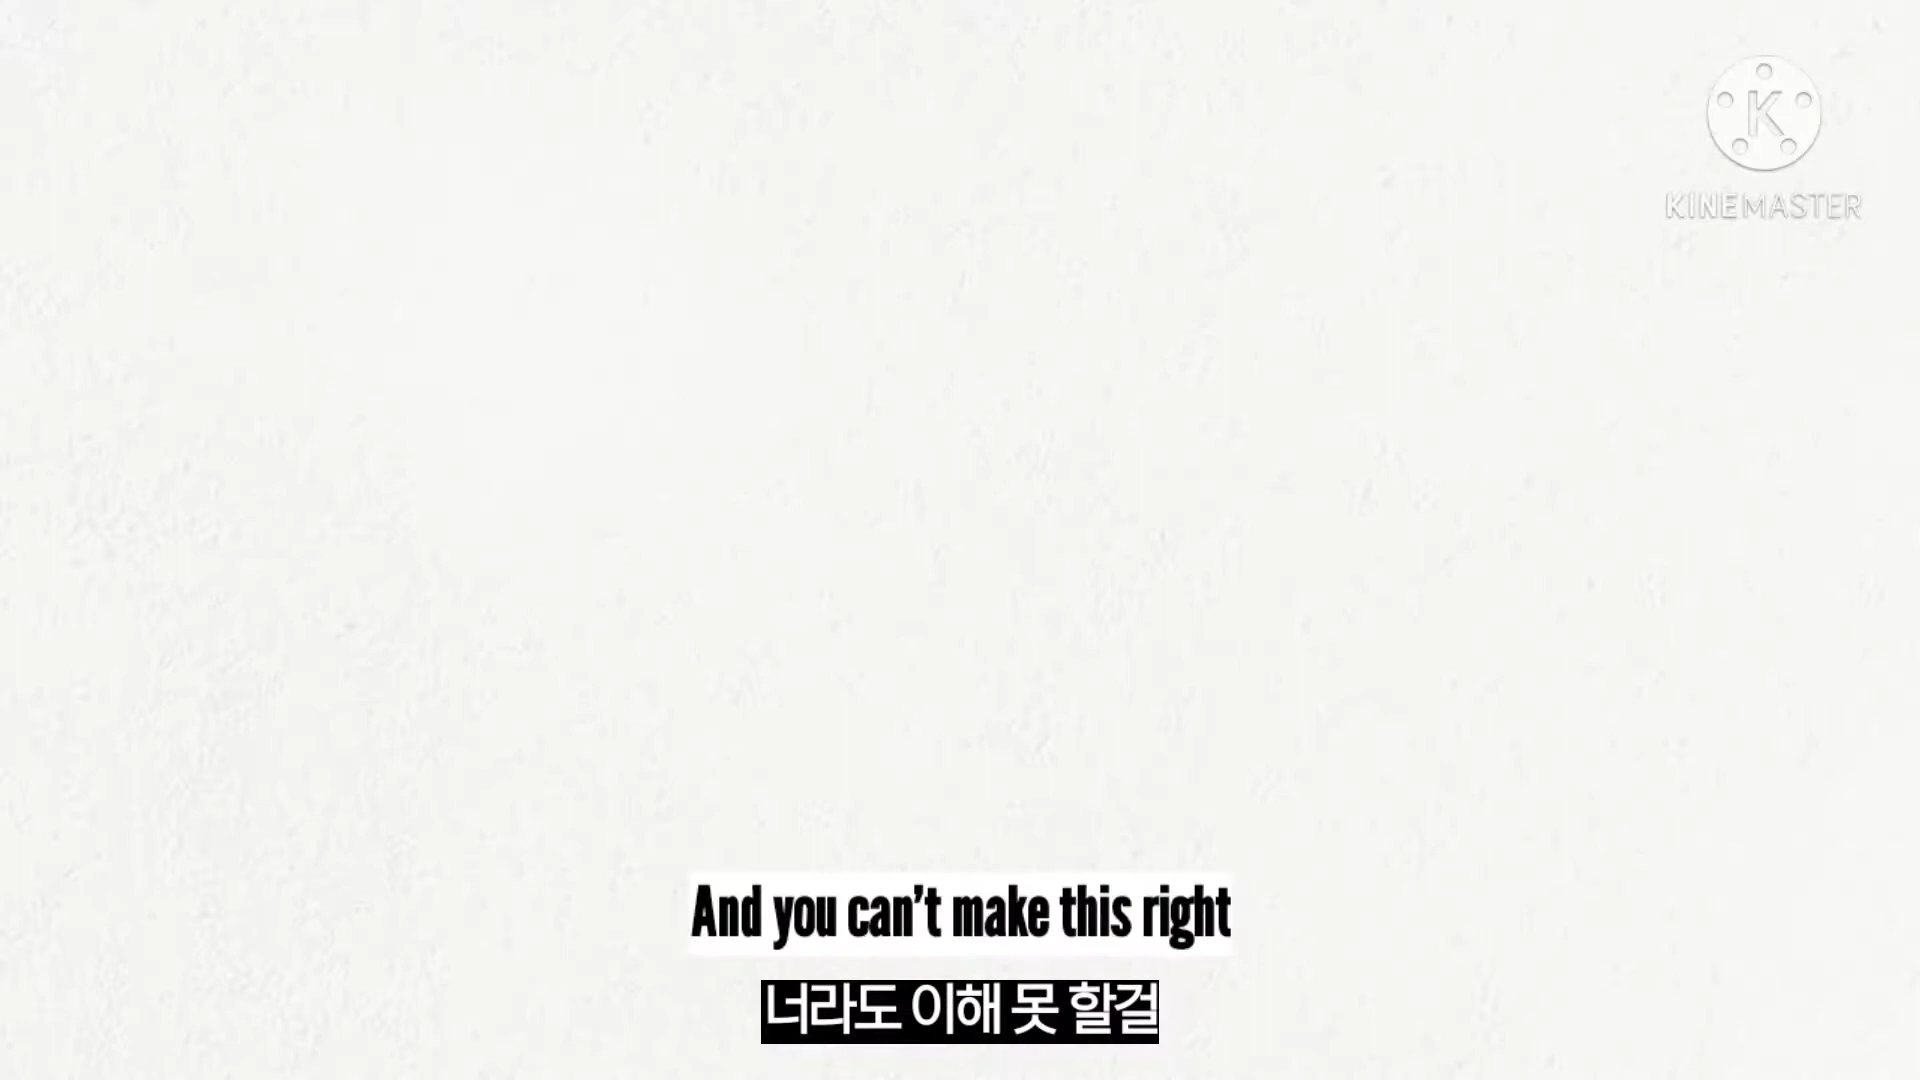 K
KINEMASTER
And you can't make this right
너라도 이해 못 할걸